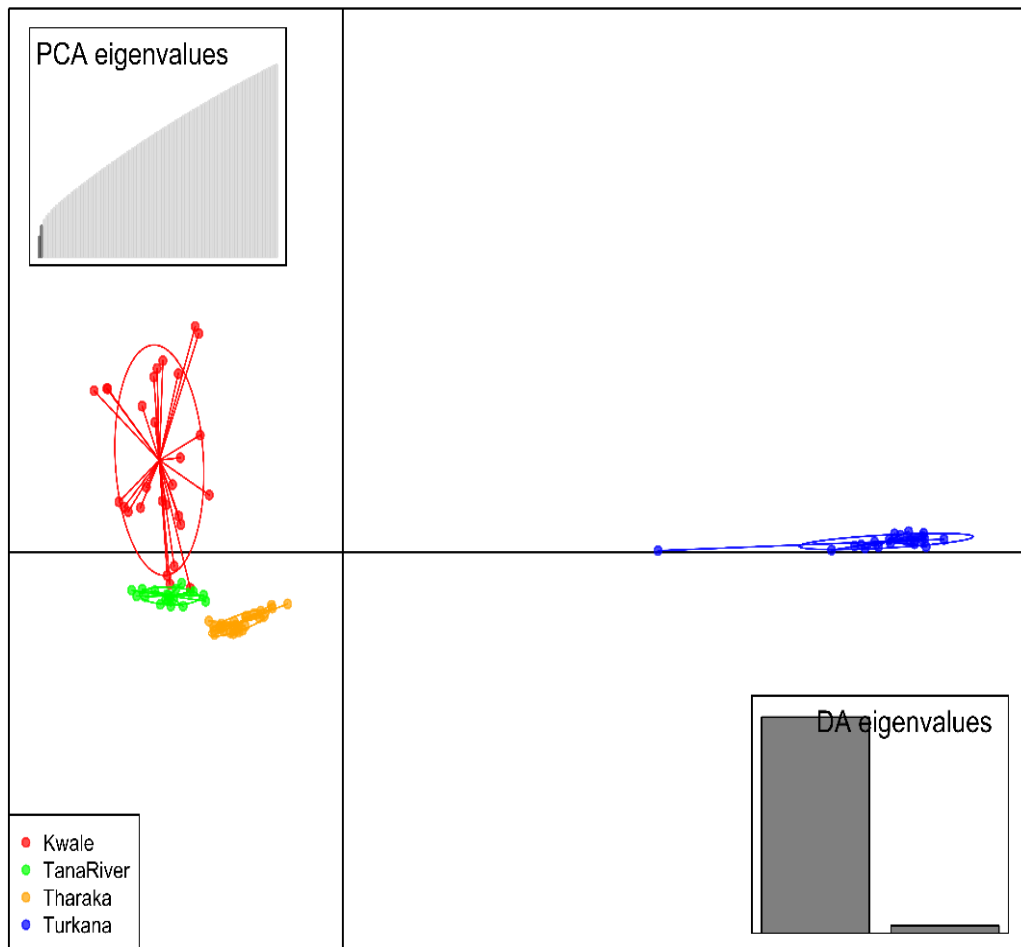 PCA eigenvalues
DA eigenvalues
Kwale
TanaRiver
Tharaka
Turkana